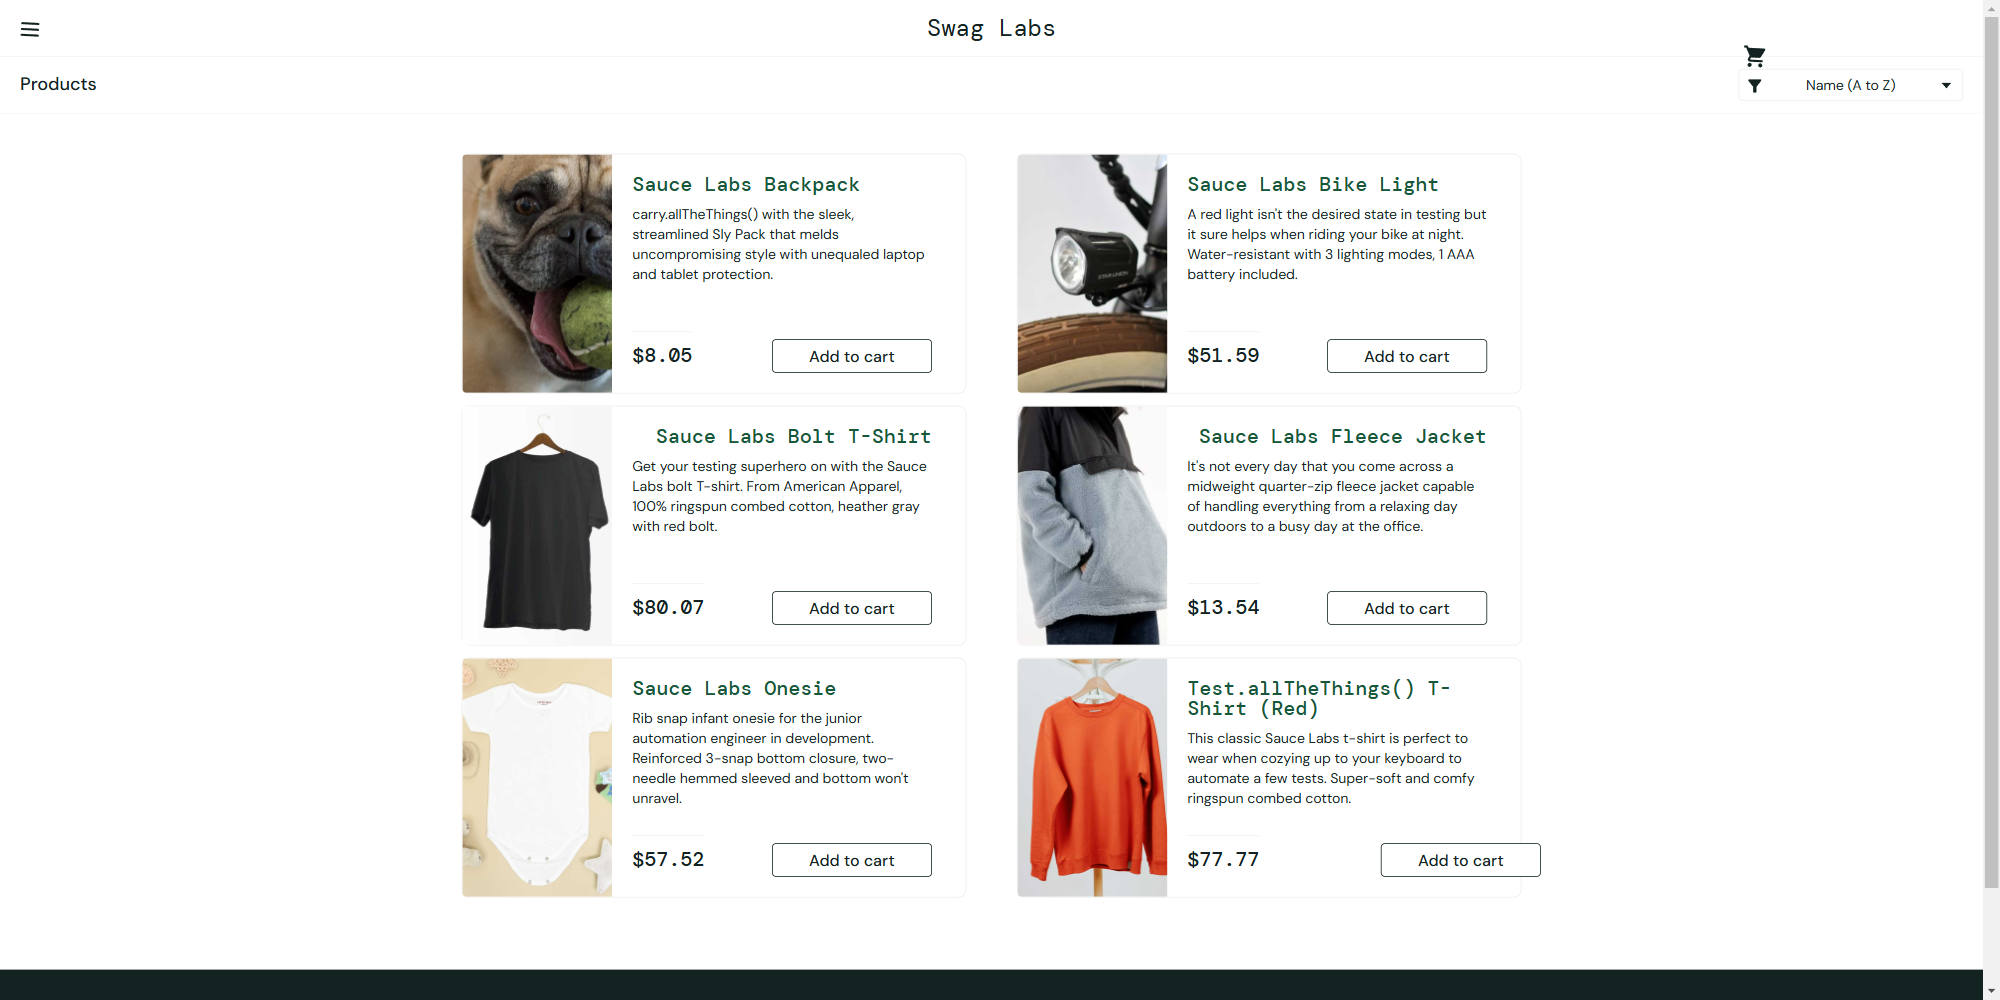 Swag Labs
Products
Name (A to Z)
Sauce Labs Backpack
carry.allTheThings() with the sleek,
streamlined Sly Pack that melds
uncompromising style with unequaled laptop
and tablet protection.
$8.05
Add to cart
Sauce Labs Bike Light
A red light isn't the desired state in testing but
it sure helps when riding your bike at night.
Water-resistant with 3 lighting modes, 1 AAA
battery included.
$51.59
Add to cart
Sauce Labs Bolt T-Shirt
Get your testing superhero on with the Sauce
Labs bolt T-shirt. From American Apparel,
100% ringspun combed cotton, heather gray
with red bolt.
$80.07
Add to cart
Sauce Labs Fleece Jacket
It's not every day that you come across a
midweight quarter-zip fleece jacket capable
of handling everything from a relaxing day
outdoors to a busy day at the office.
$13.54
Add to cart
Sauce Labs Onesie
Rib snap infant onesie for the junior
automation engineer in development.
Reinforced 3-snap bottom closure, two-
needle hemmed sleeved and bottom won't
unravel.
$57.52
Add to cart
Test.allTheThings() T-
Shirt (Red)
This classic Sauce Labs t-shirt is perfect to
wear when cozying up to your keyboard to
automate a few tests. Super-soft and comfy
ringspun combed cotton.
$77.77
Add to cart